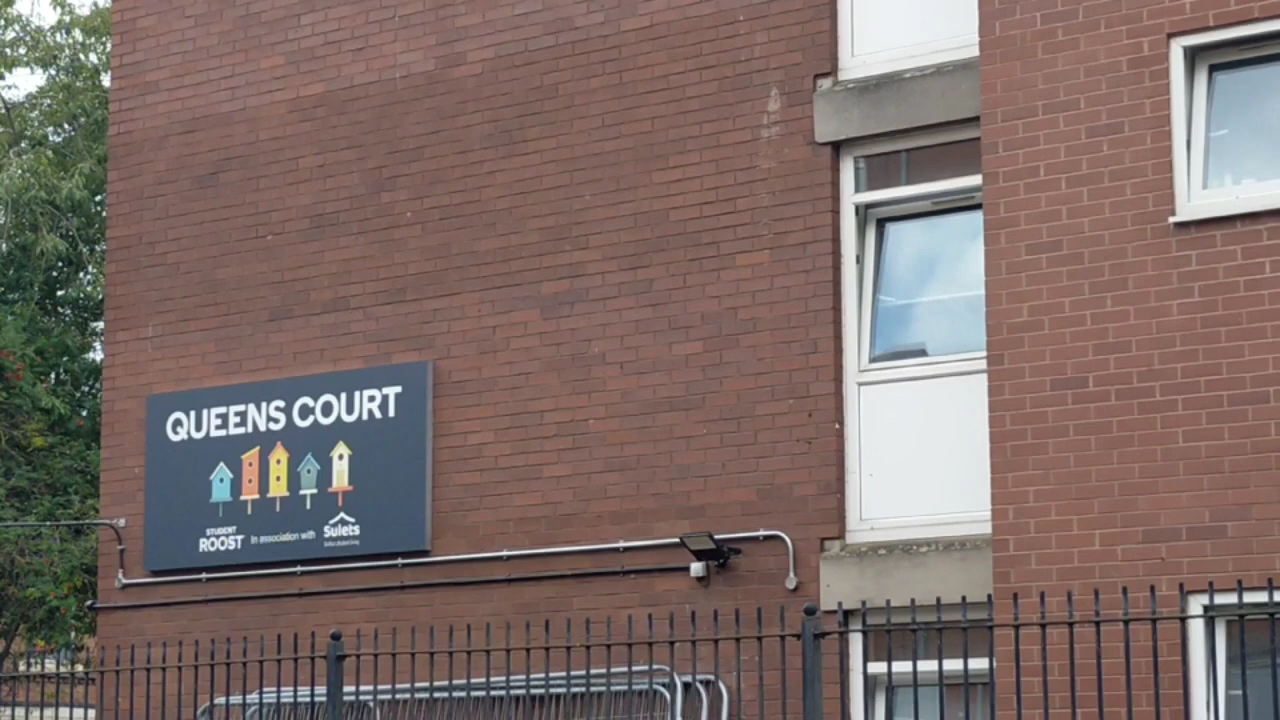 QUEENS COURT
STUDENT
ROOST
In association with
Sulets